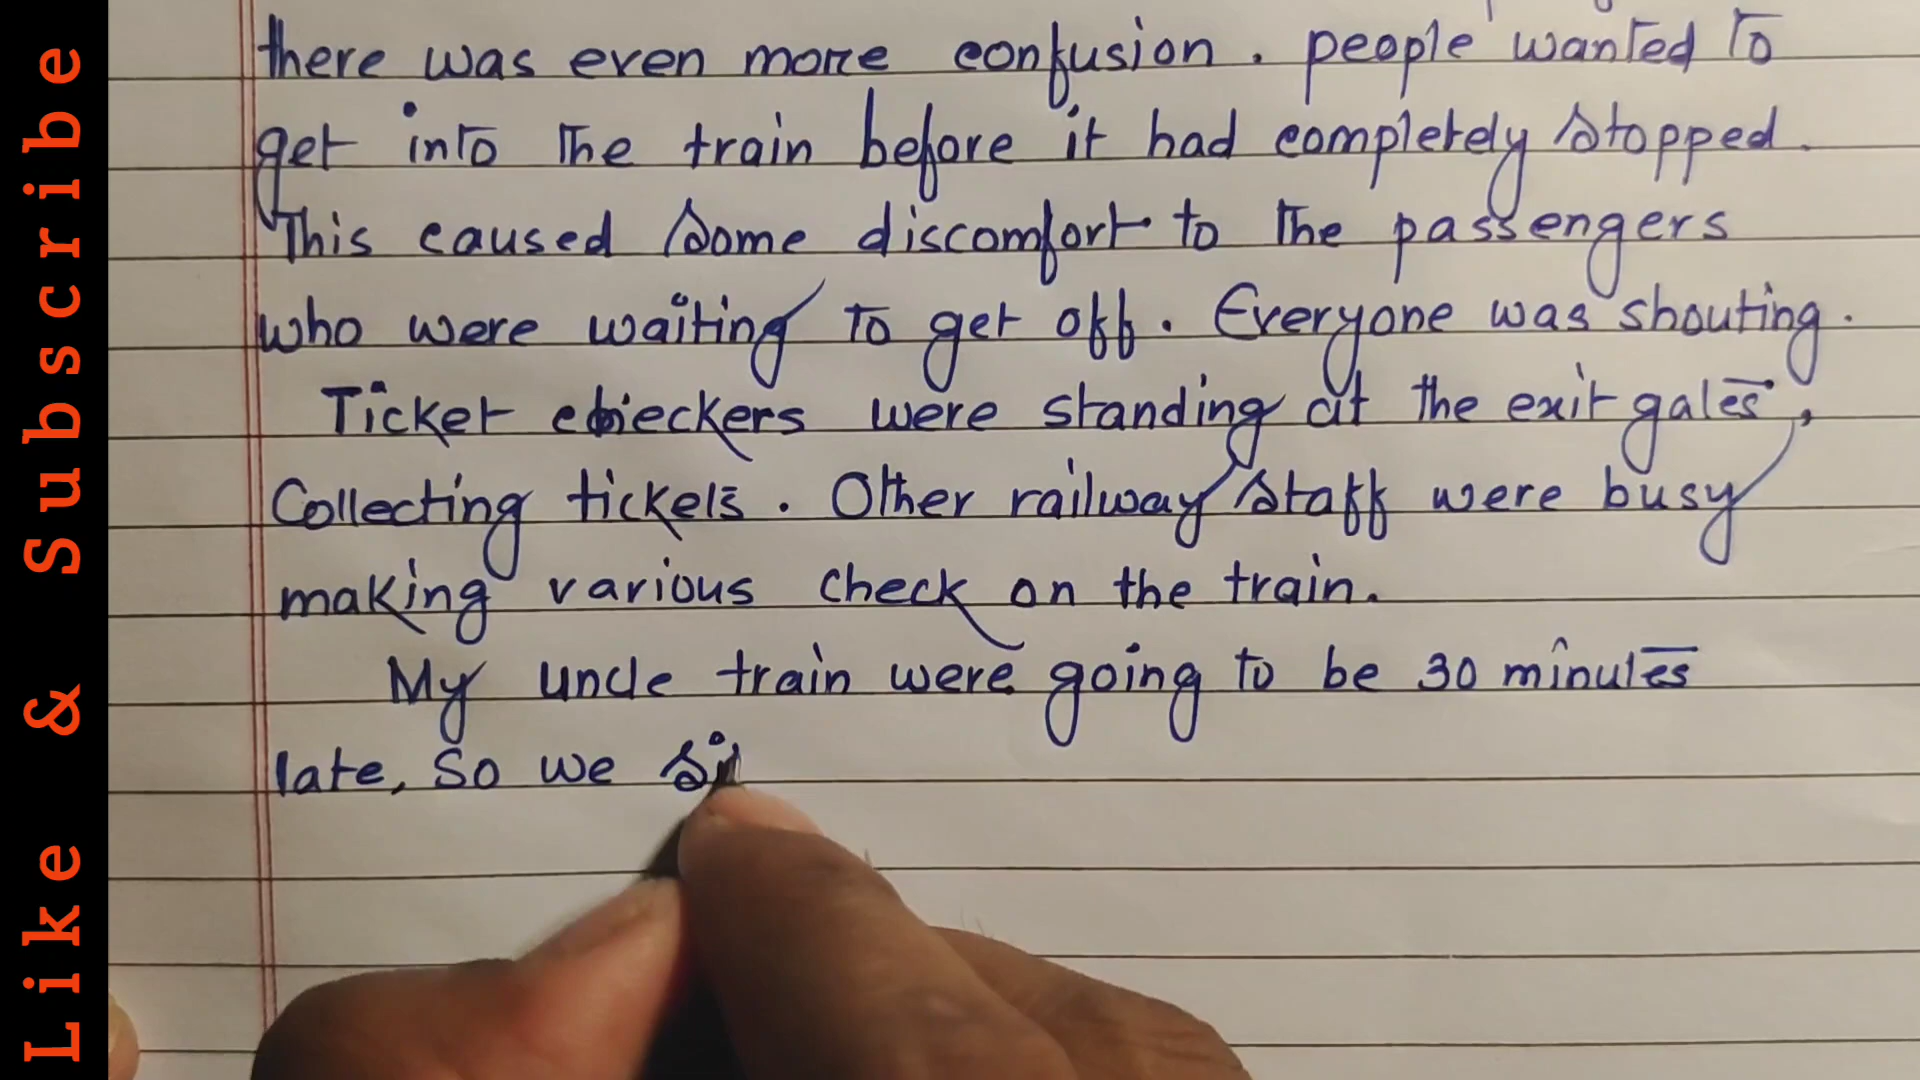 Like & Subscribe
there was even more confusion. people wanted to
get into the train before it had completely stopped.
This caused some discomfort to the passengers
who were waiting to get off. Everyone was shouting.
Ticket checkers were standing at the exit gates,
Collecting tickets. Other railway staff were busy
making various check on the train.
My uncle train were going to be 30 minutes
late, So we